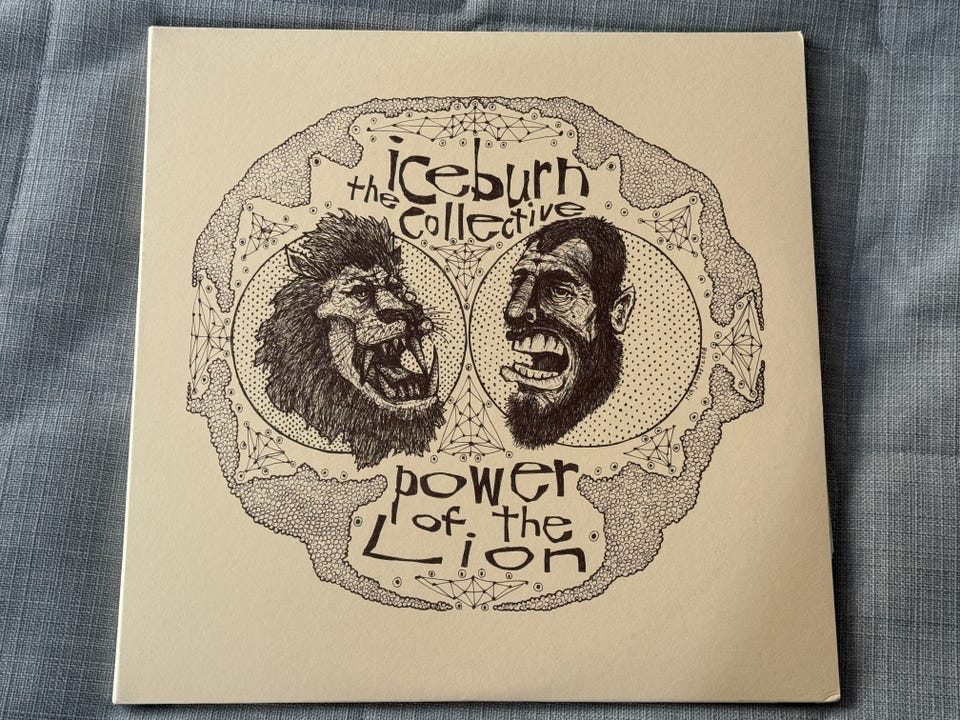 iceburn
the collective
power
of the
Lion